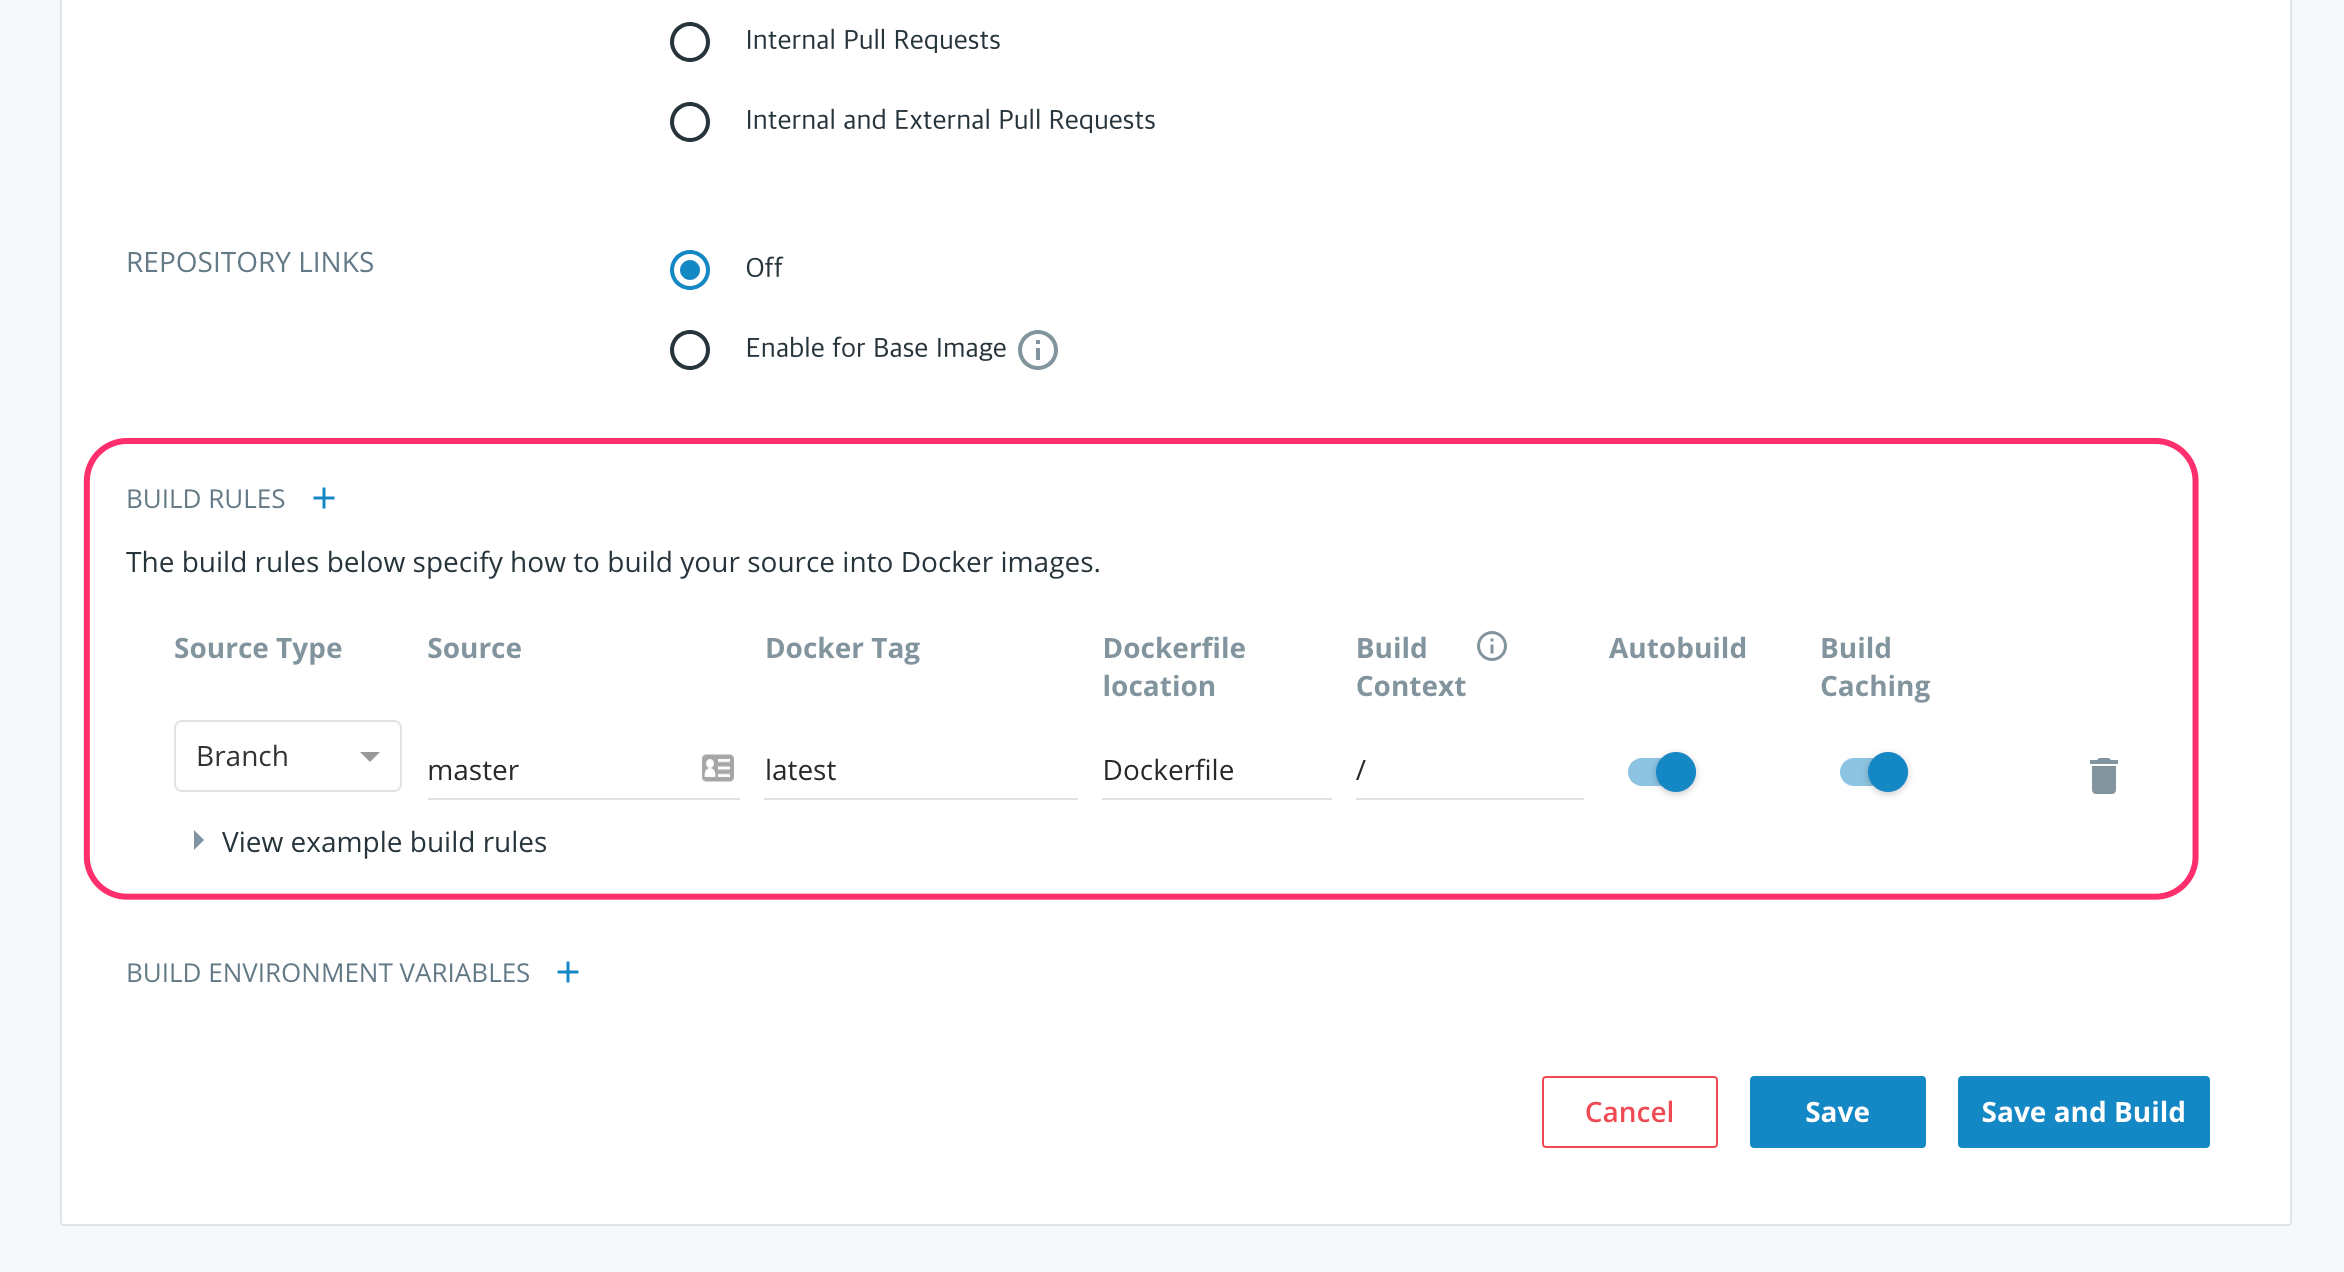 Internal Pull Requests
Internal and External Pull Requests
REPOSITORY LINKS
Off
Enable for Base Image
BUILD RULES
The build rules below specify how to build your source into Docker images.
Source Type
Source
Docker Tag
Dockerfile
location
Build
Context
Autobuild
Build
Caching
Branch
master
latest
Dockerfile
/
View example build rules
BUILD ENVIRONMENT VARIABLES
Cancel
Save
Save and Build